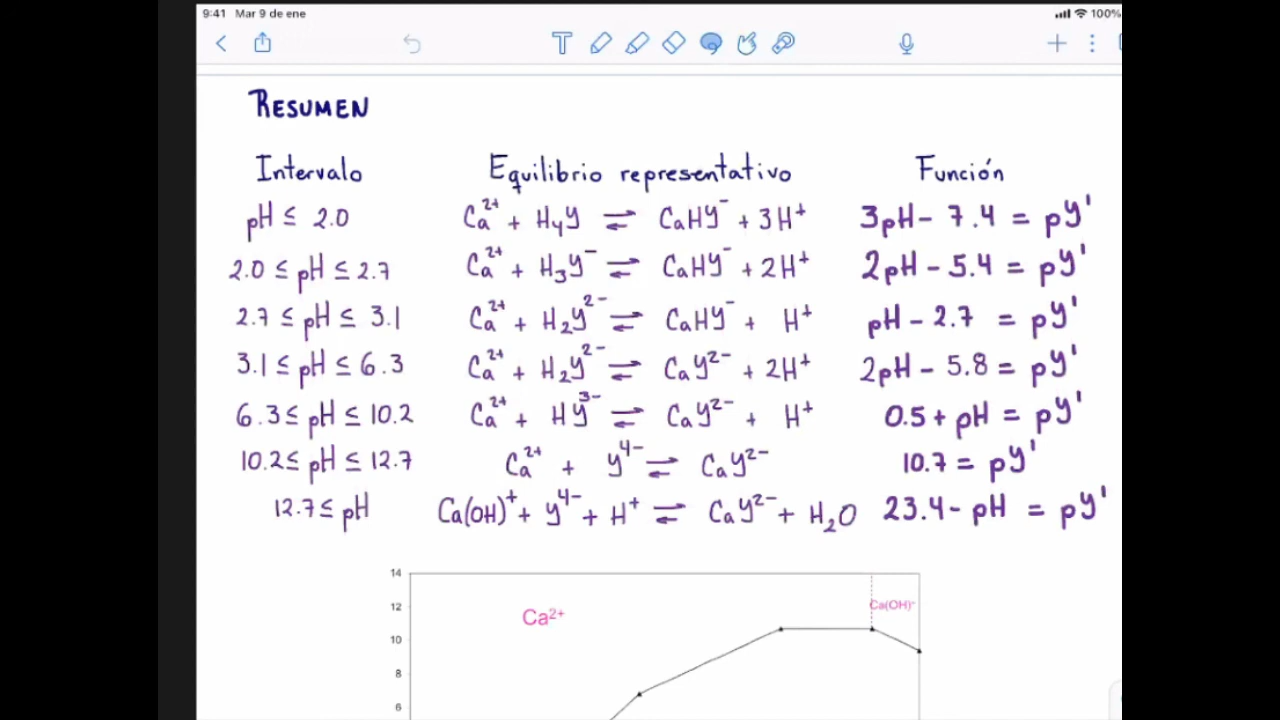 9:41 Mar 9 de ene 100%
RESUMEN
Intervalo Equilibrio representativo Función
pH ≤ 2.0 Ca²⁺ + H₄Y ⇌ CaHY⁻ + 3H⁺ 3pH - 7.4 = pY'
2.0 ≤ pH ≤ 2.7 Ca²⁺ + H₃Y⁻ ⇌ CaHY⁻ + 2H⁺ 2pH - 5.4 = pY'
2.7 ≤ pH ≤ 3.1 Ca²⁺ + H₂Y²⁻ ⇌ CaHY⁻ + H⁺ pH - 2.7 = pY'
3.1 ≤ pH ≤ 6.3 Ca²⁺ + H₂Y²⁻ ⇌ CaY²⁻ + 2H⁺ 2pH - 5.8 = pY'
6.3 ≤ pH ≤ 10.2 Ca²⁺ + HY³⁻ ⇌ CaY²⁻ + H⁺ 0.5 + pH = pY'
10.2 ≤ pH ≤ 12.7 Ca²⁺ + Y⁴⁻ ⇌ CaY²⁻ 10.7 = pY'
12.7 ≤ pH Ca(OH)⁺ + Y⁴⁻ + H⁺ ⇌ CaY²⁻ + H₂O 23.4 - pH = pY'
14
12 Ca²⁺ Ca(OH)⁺
10
8
6